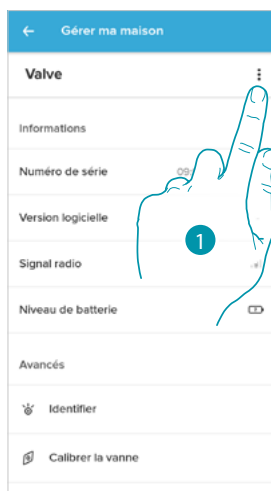 Gérer ma maison
Valve
Informations
Numéro de série
Version logicielle
1
Signal radio
Niveau de batterie
Avancés
Identifier
Calibrer la vanne